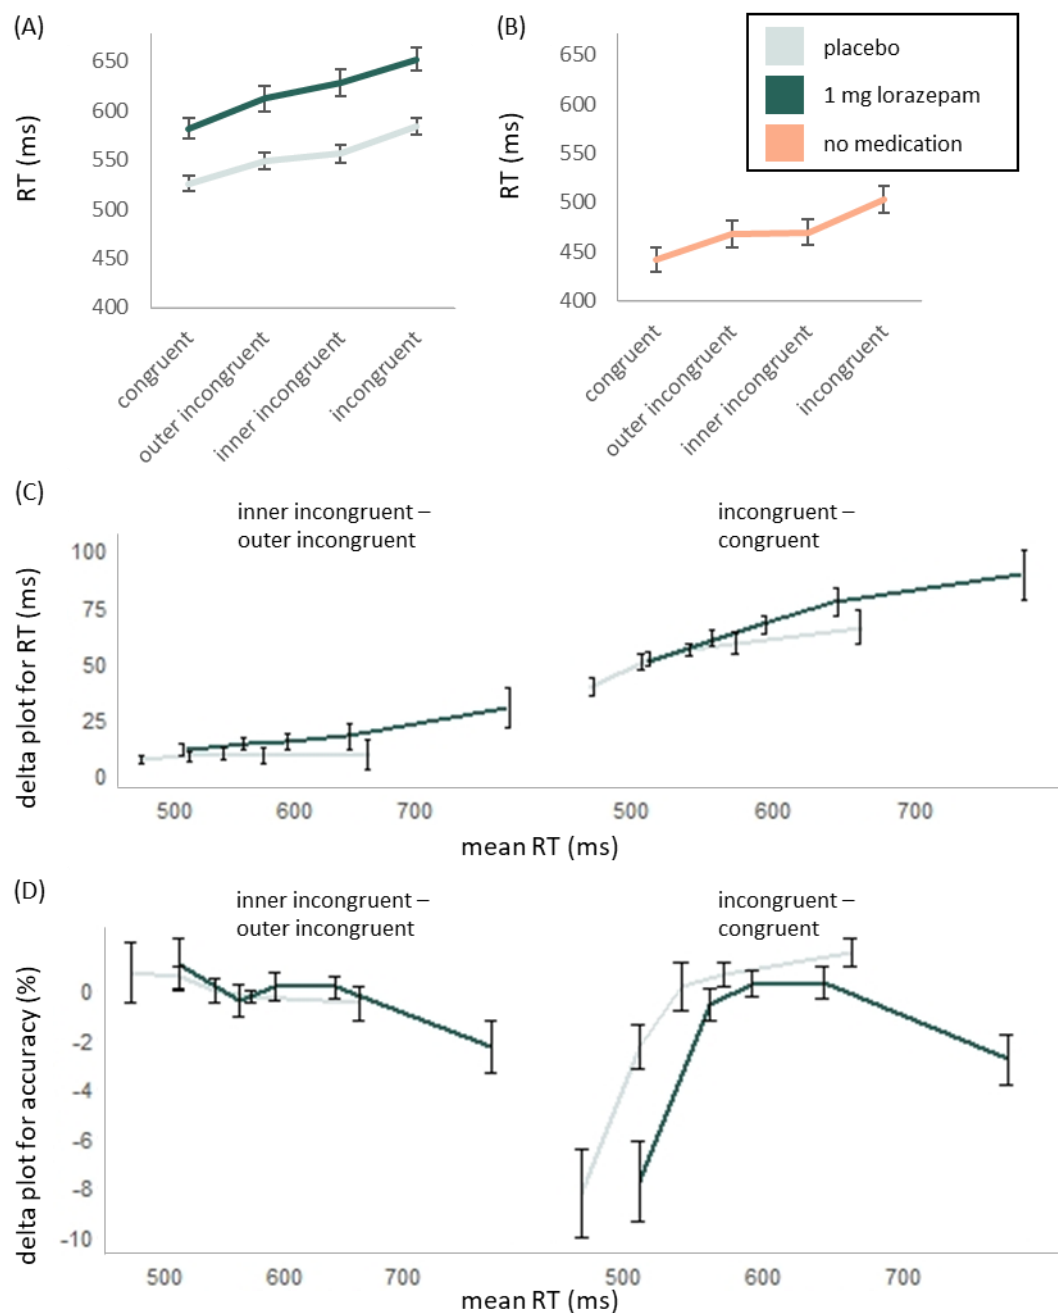 (A)
RT (ms)
650
600
550
500
450
400
congruent
outer incongruent
inner incongruent
incongruent
(B)
RT (ms)
650
600
550
500
450
400
congruent
outer incongruent
inner incongruent
incongruent
placebo
1 mg lorazepam
no medication
(C)
inner incongruent –
outer incongruent
incongruent –
congruent
delta plot for RT (ms)
100
75
50
25
0
500 600 700
500 600 700
mean RT (ms)
(D)
inner incongruent –
outer incongruent
incongruent –
congruent
delta plot for accuracy (%)
0
-2
-4
-6
-8
-10
500 600 700
500 600 700
mean RT (ms)